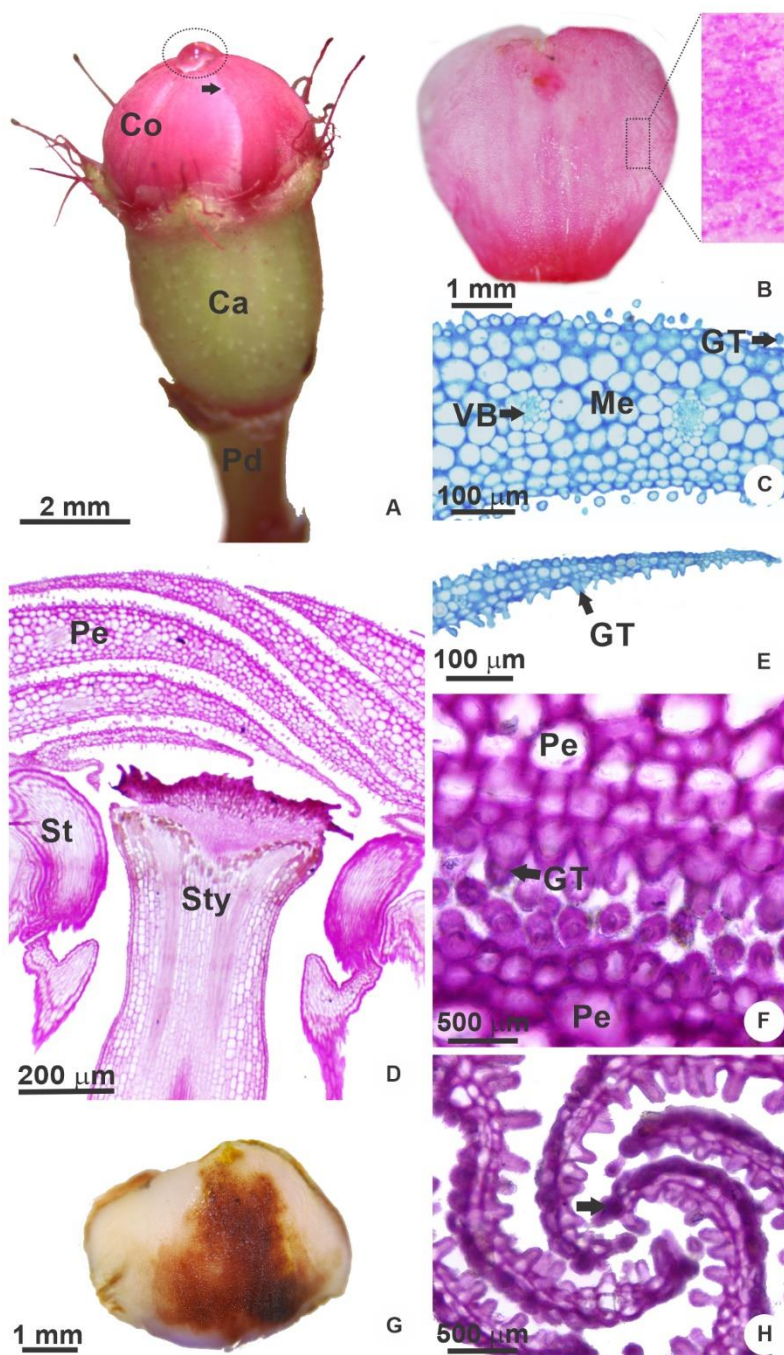 Co
Ca
Pd
2 mm
A
1 mm
B
GT
VB
Me
100 μm
C
Pe
St
Sty
200 μm
D
GT
100 μm
E
Pe
GT
Pe
500 μm
F
1 mm
G
500 μm
H